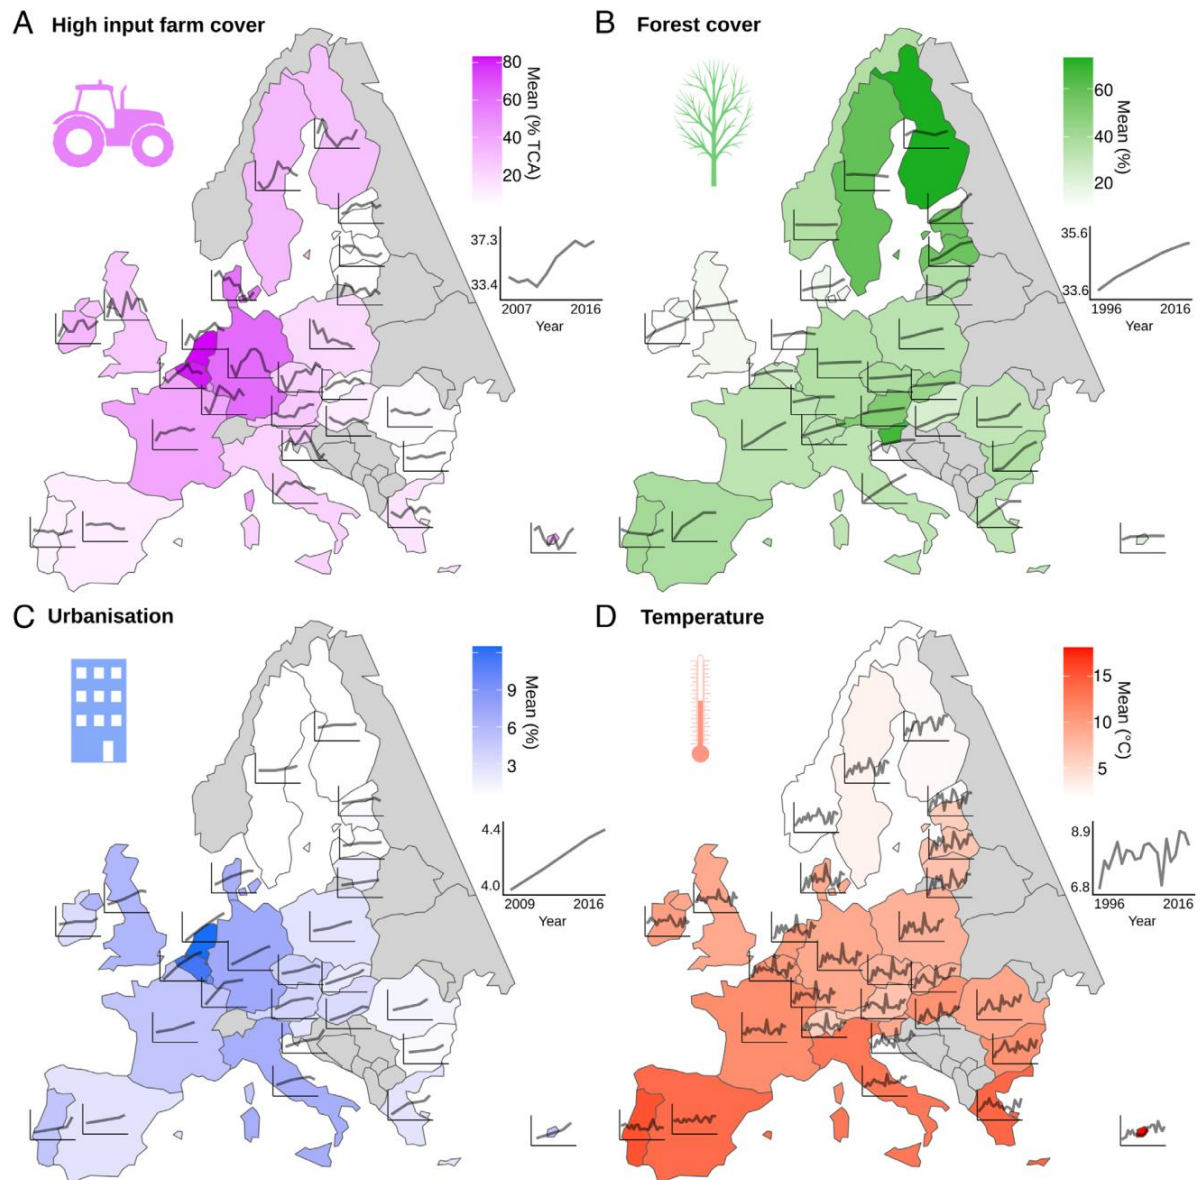 A High input farm cover
80
60
40
20
Mean (% TCA)
37.3
33.4
2007 2016
Year
B Forest cover
60
40
20
Mean (%)
35.6
33.6
1996 2016
Year
C Urbanisation
9
6
3
Mean (%)
4.4
4.0
2009 2016
Year
D Temperature
15
10
5
Mean (°C)
8.9
6.8
1996 2016
Year